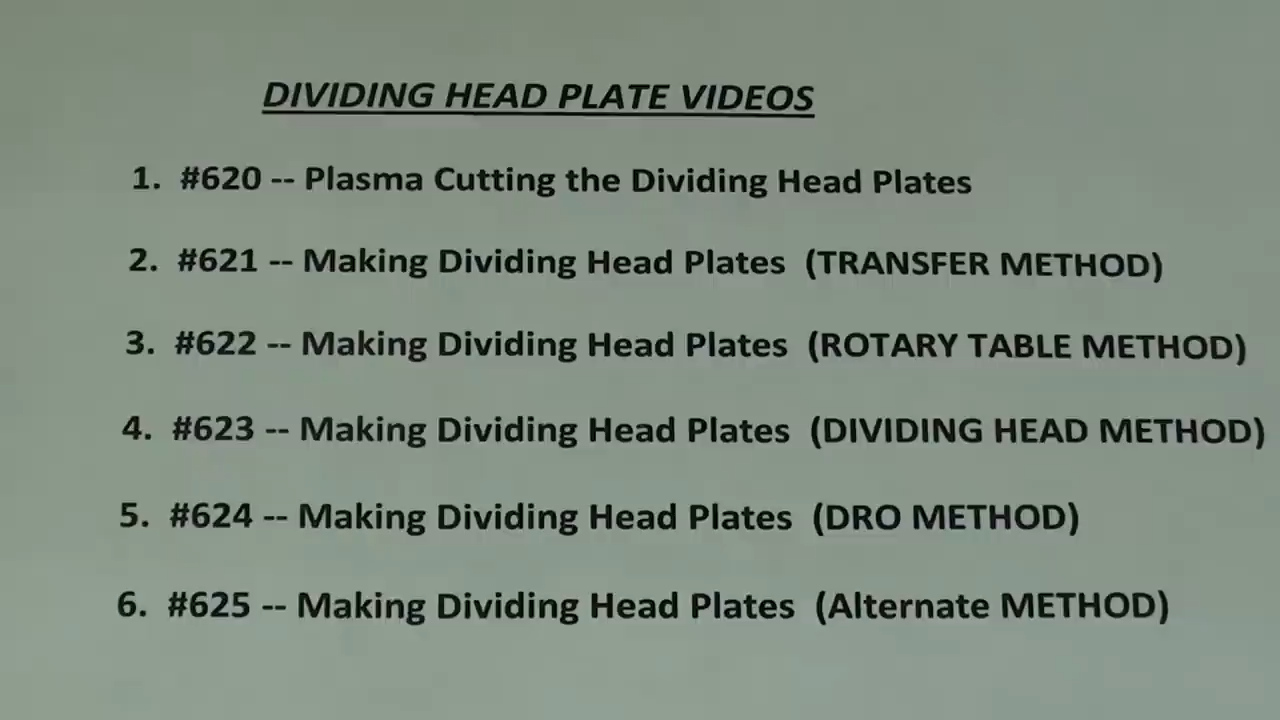 DIVIDING HEAD PLATE VIDEOS
1. #620 -- Plasma Cutting the Dividing Head Plates
2. #621 -- Making Dividing Head Plates (TRANSFER METHOD)
3. #622 -- Making Dividing Head Plates (ROTARY TABLE METHOD)
4. #623 -- Making Dividing Head Plates (DIVIDING HEAD METHOD)
5. #624 -- Making Dividing Head Plates (DRO METHOD)
6. #625 -- Making Dividing Head Plates (Alternate METHOD)